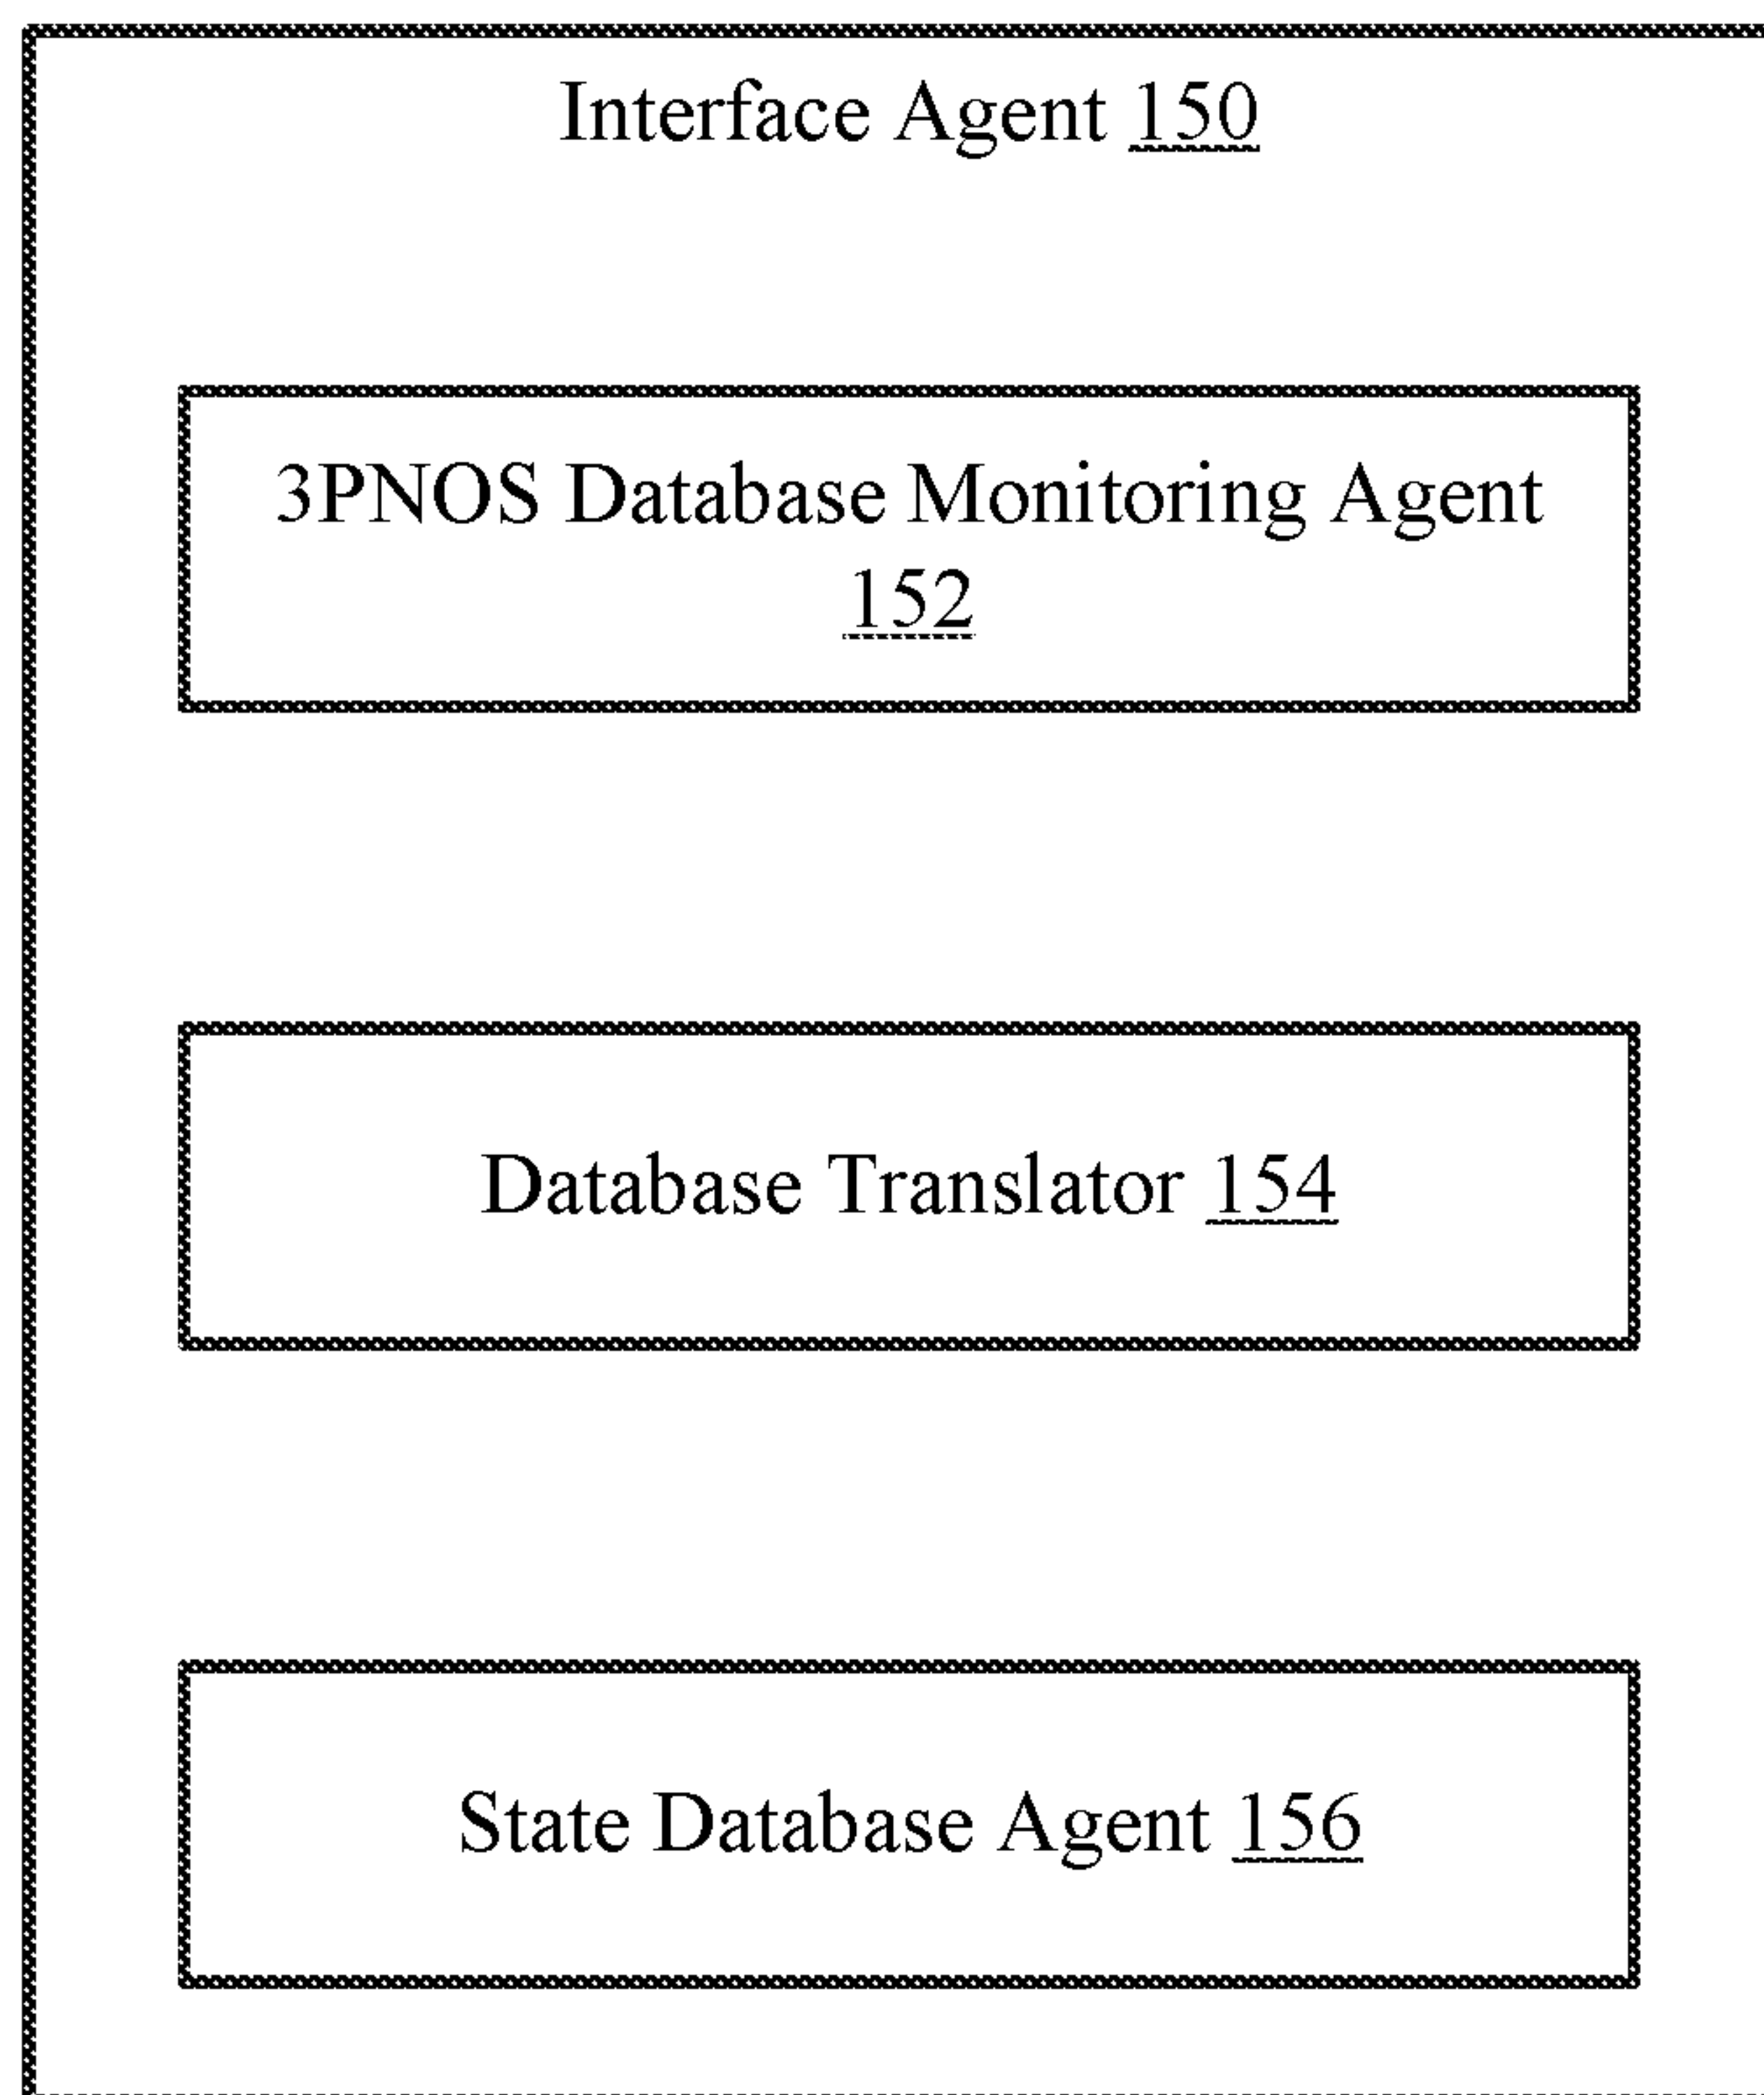 Interface Agent 150
3PNOS Database Monitoring Agent
152
Database Translator 154
State Database Agent 156